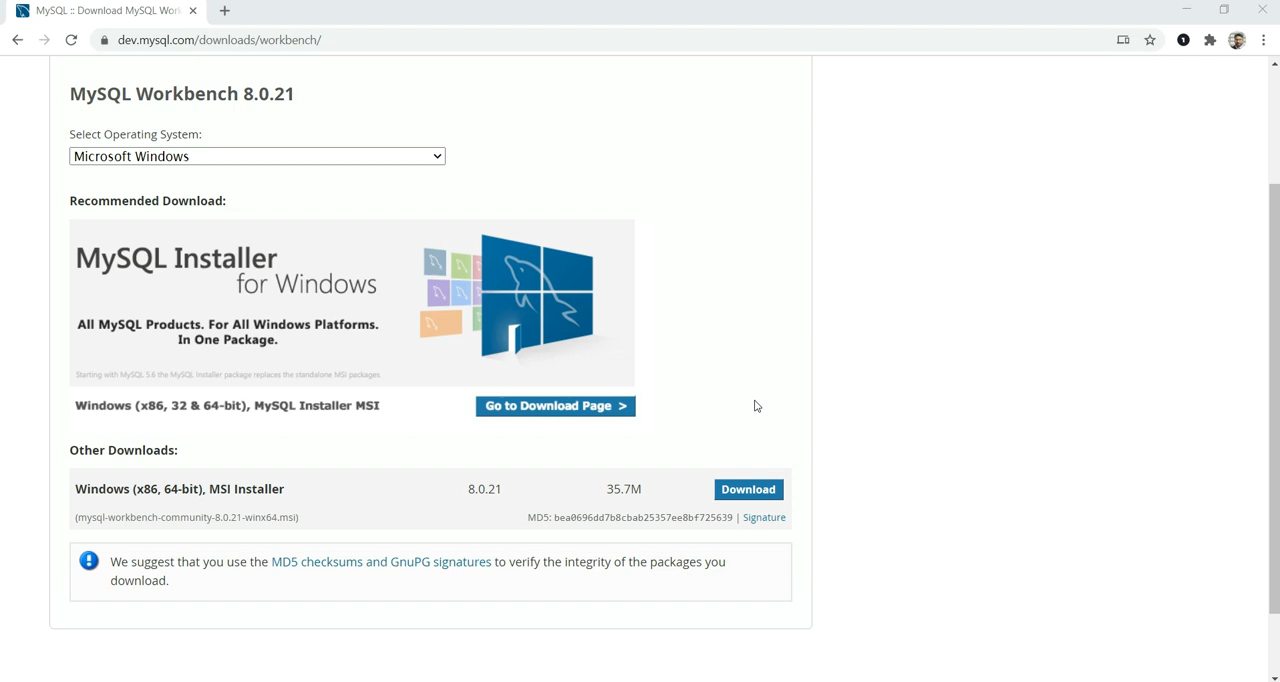 MySQL :: Download MySQL Work
dev.mysql.com/downloads/workbench/
MySQL Workbench 8.0.21
Select Operating System:
Microsoft Windows
Recommended Download:
MySQL Installer
for Windows
All MySQL Products. For All Windows Platforms.
In One Package.
Starting with MySQL 5.6 the MySQL Installer package replaces the standalone MSI packages.
Windows (x86, 32 & 64-bit), MySQL Installer MSI
Go to Download Page >
Other Downloads:
Windows (x86, 64-bit), MSI Installer 8.0.21 35.7M Download
(mysql-workbench-community-8.0.21-winx64.msi) MD5: bea0696dd7b8cbab25357ee8bf725639 | Signature
We suggest that you use the MD5 checksums and GnuPG signatures to verify the integrity of the packages you
download.